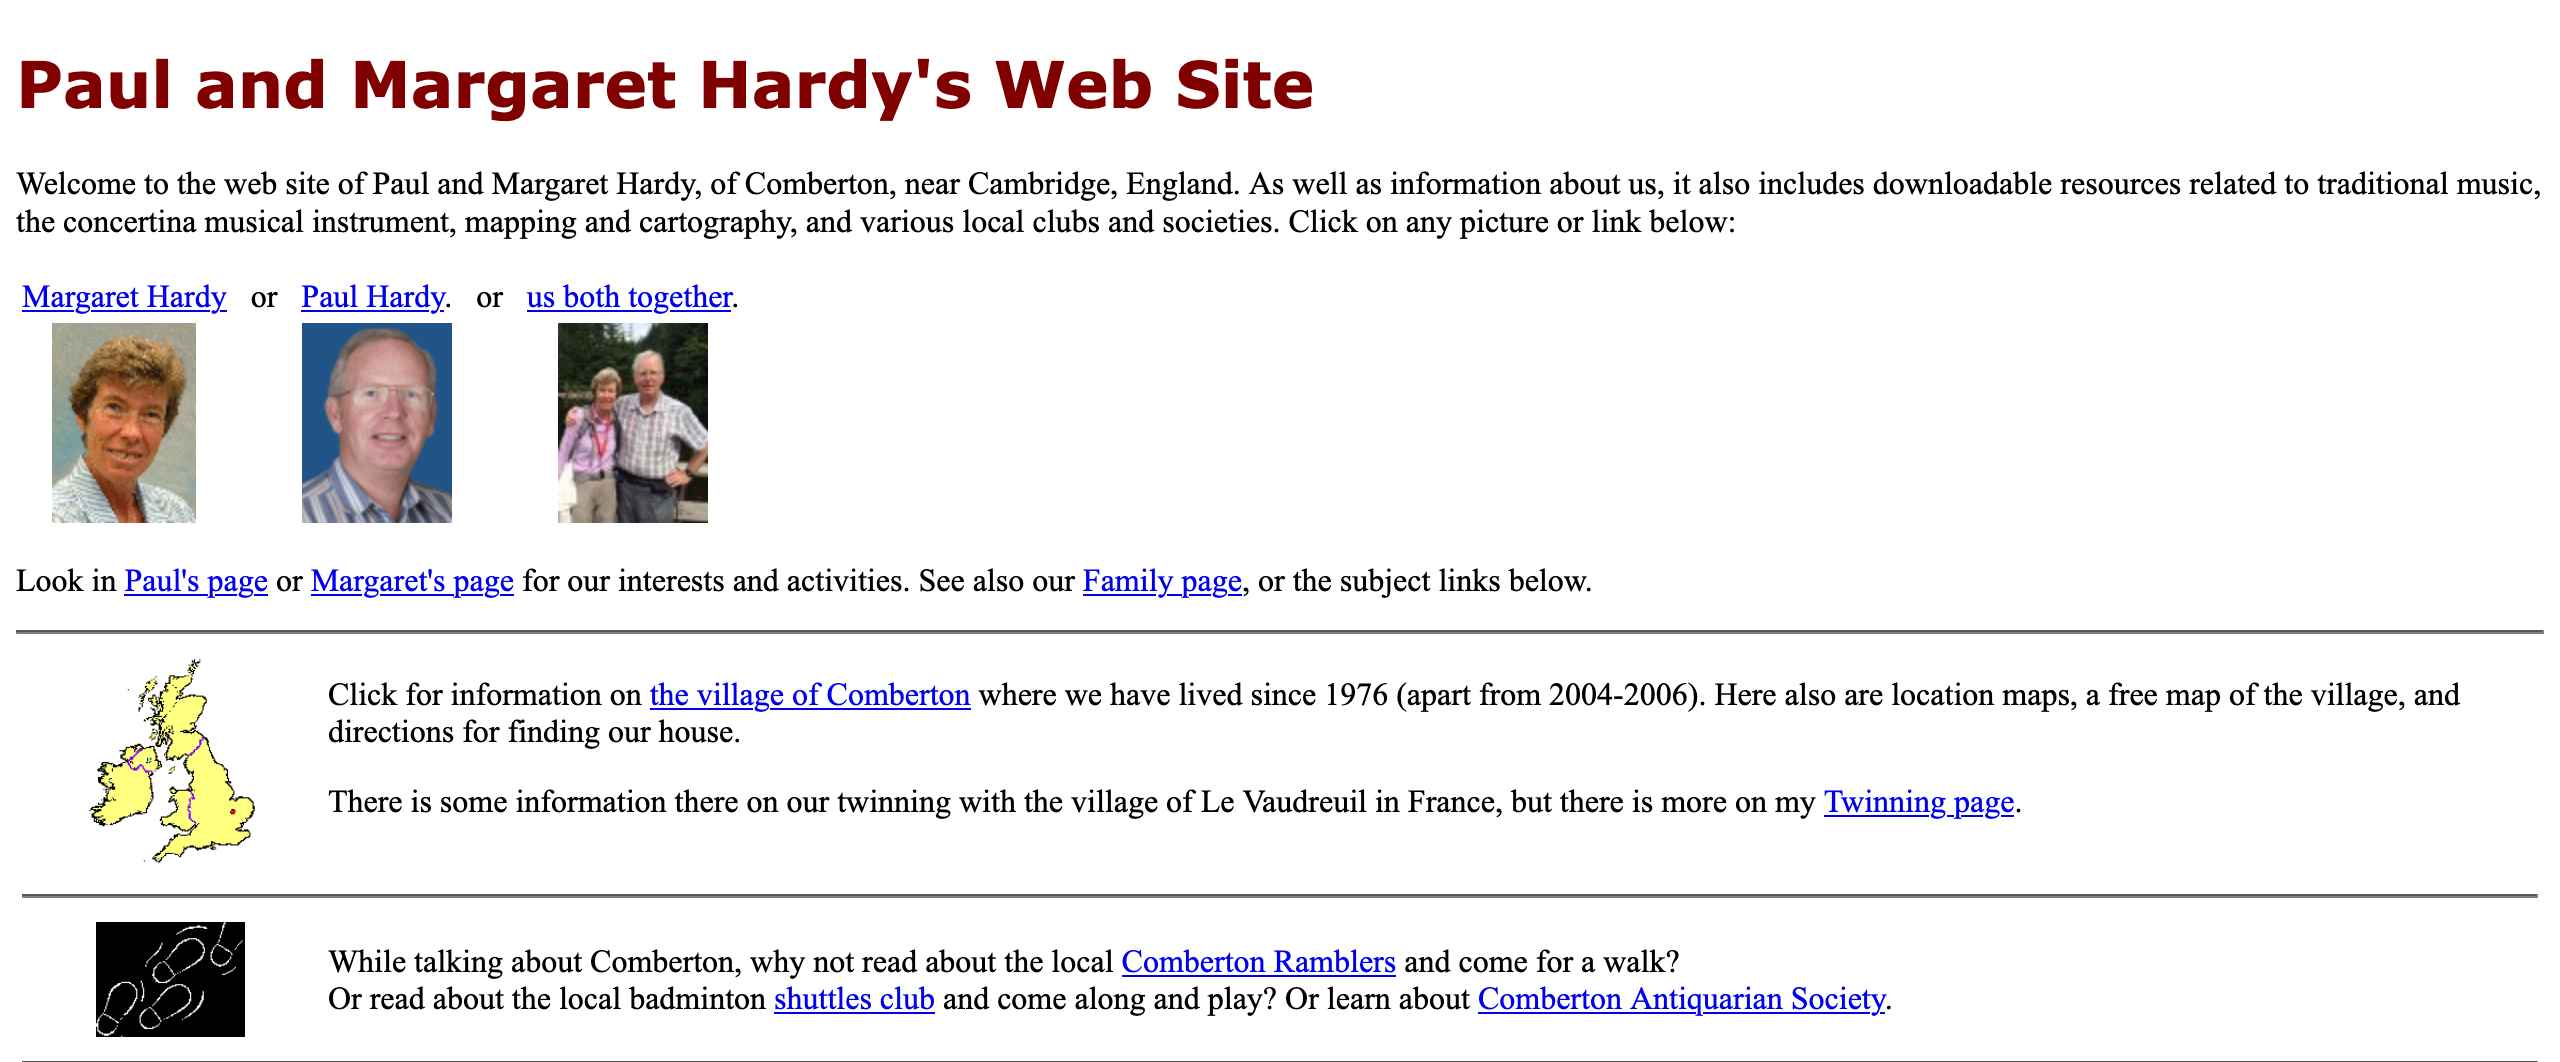 Paul and Margaret Hardy's Web Site
Welcome to the web site of Paul and Margaret Hardy, of Comberton, near Cambridge, England. As well as information about us, it also includes downloadable resources related to traditional music,
the concertina musical instrument, mapping and cartography, and various local clubs and societies. Click on any picture or link below:
Margaret Hardy or Paul Hardy. or us both together.
Look in Paul's page or Margaret's page for our interests and activities. See also our Family page, or the subject links below.
Click for information on the village of Comberton where we have lived since 1976 (apart from 2004-2006). Here also are location maps, a free map of the village, and
directions for finding our house.
There is some information there on our twinning with the village of Le Vaudreuil in France, but there is more on my Twinning page.
While talking about Comberton, why not read about the local Comberton Ramblers and come for a walk?
Or read about the local badminton shuttles club and come along and play? Or learn about Comberton Antiquarian Society.